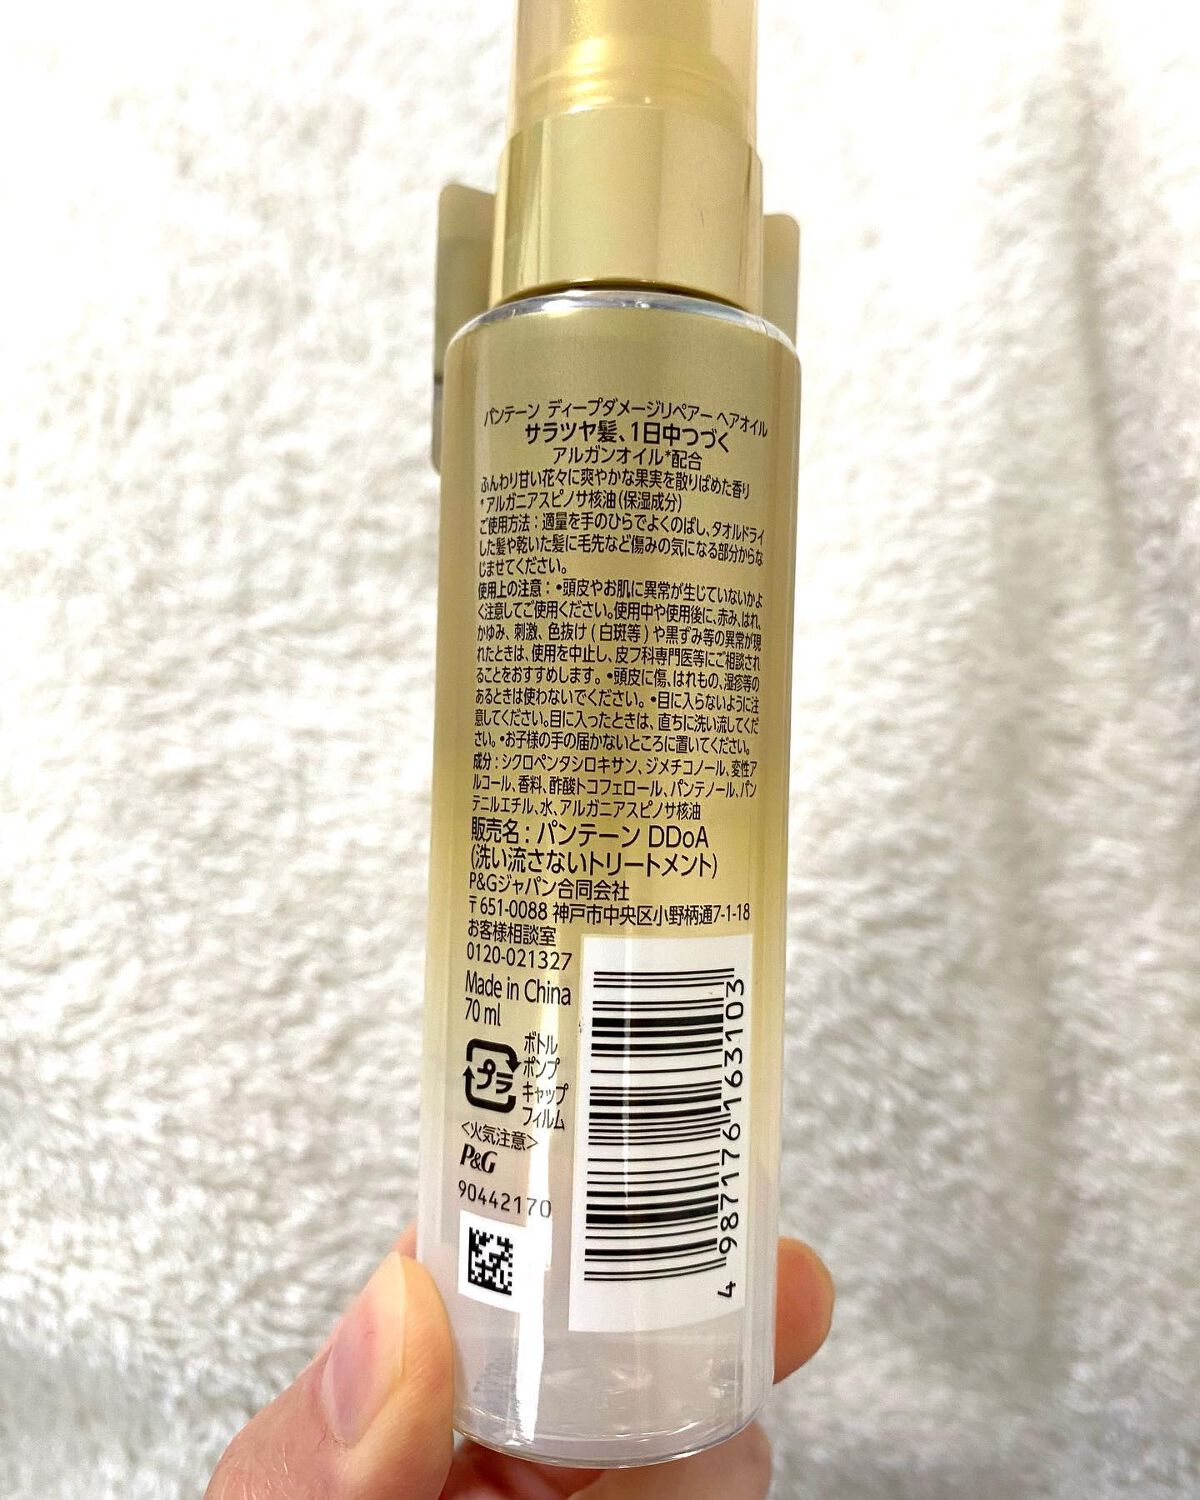 パンテーン ディープダメージリペアー ヘアオイル
サラツヤ髪、1日中つづく
アルガンオイル*配合
ふんわり甘い花々に爽やかな果実を散りばめた香り
*アルガニアスピノサ核油(保湿成分)
ご使用方法:適量を手のひらでよくのばし、タオルドライ
した髪や乾いた髪に毛先など傷みの気になる部分からな
じませてください。
使用上の注意:•頭皮やお肌に異常が生じていないかよ
く注意してご使用ください。使用中や使用後に、赤み、はれ、
かゆみ、刺激、色抜け(白斑等)や黒ずみ等の異常が現
れたときは、使用を中止し、皮フ科専門医等にご相談され
ることをおすすめします。•頭皮に傷、はれもの、湿疹等の
あるときは使わないでください。•目に入らないように注
意してください。目に入ったときは、直ちに洗い流してくだ
さい。•お子様の手の届かないところに置いてください。
成分:シクロペンタシロキサン、ジメチコノール、変性ア
ルコール、香料、酢酸トコフェロール、パンテノール、パン
テニルエチル、水、アルガニアスピノサ核油
販売名:パンテーン DDoA
(洗い流さないトリートメント)
P&Gジャパン合同会社
〒651-0088 神戸市中央区小野柄通7-1-18
お客様相談室
0120-021327
Made in China
70 ml
プラ
ボトル
ポンプ
キャップ
フィルム
<火気注意>
P&G
90442170
4987176163103